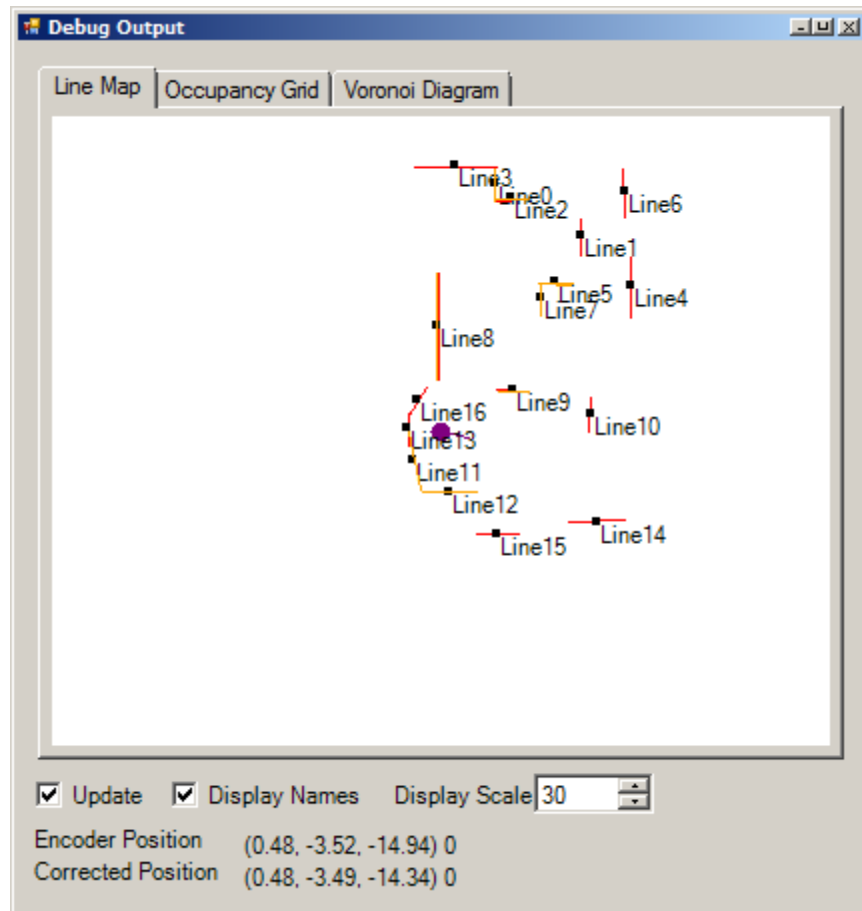 Debug Output
Line Map Occupancy Grid Voronoi Diagram
Line3
Line0
Line2
Line6
Line1
Line5
Line7
Line4
Line8
Line16
Line9
Line13
Line10
Line11
Line12
Line15
Line14
Update Display Names Display Scale 30
Encoder Position (0.48, -3.52, -14.94) 0
Corrected Position (0.48, -3.49, -14.34) 0